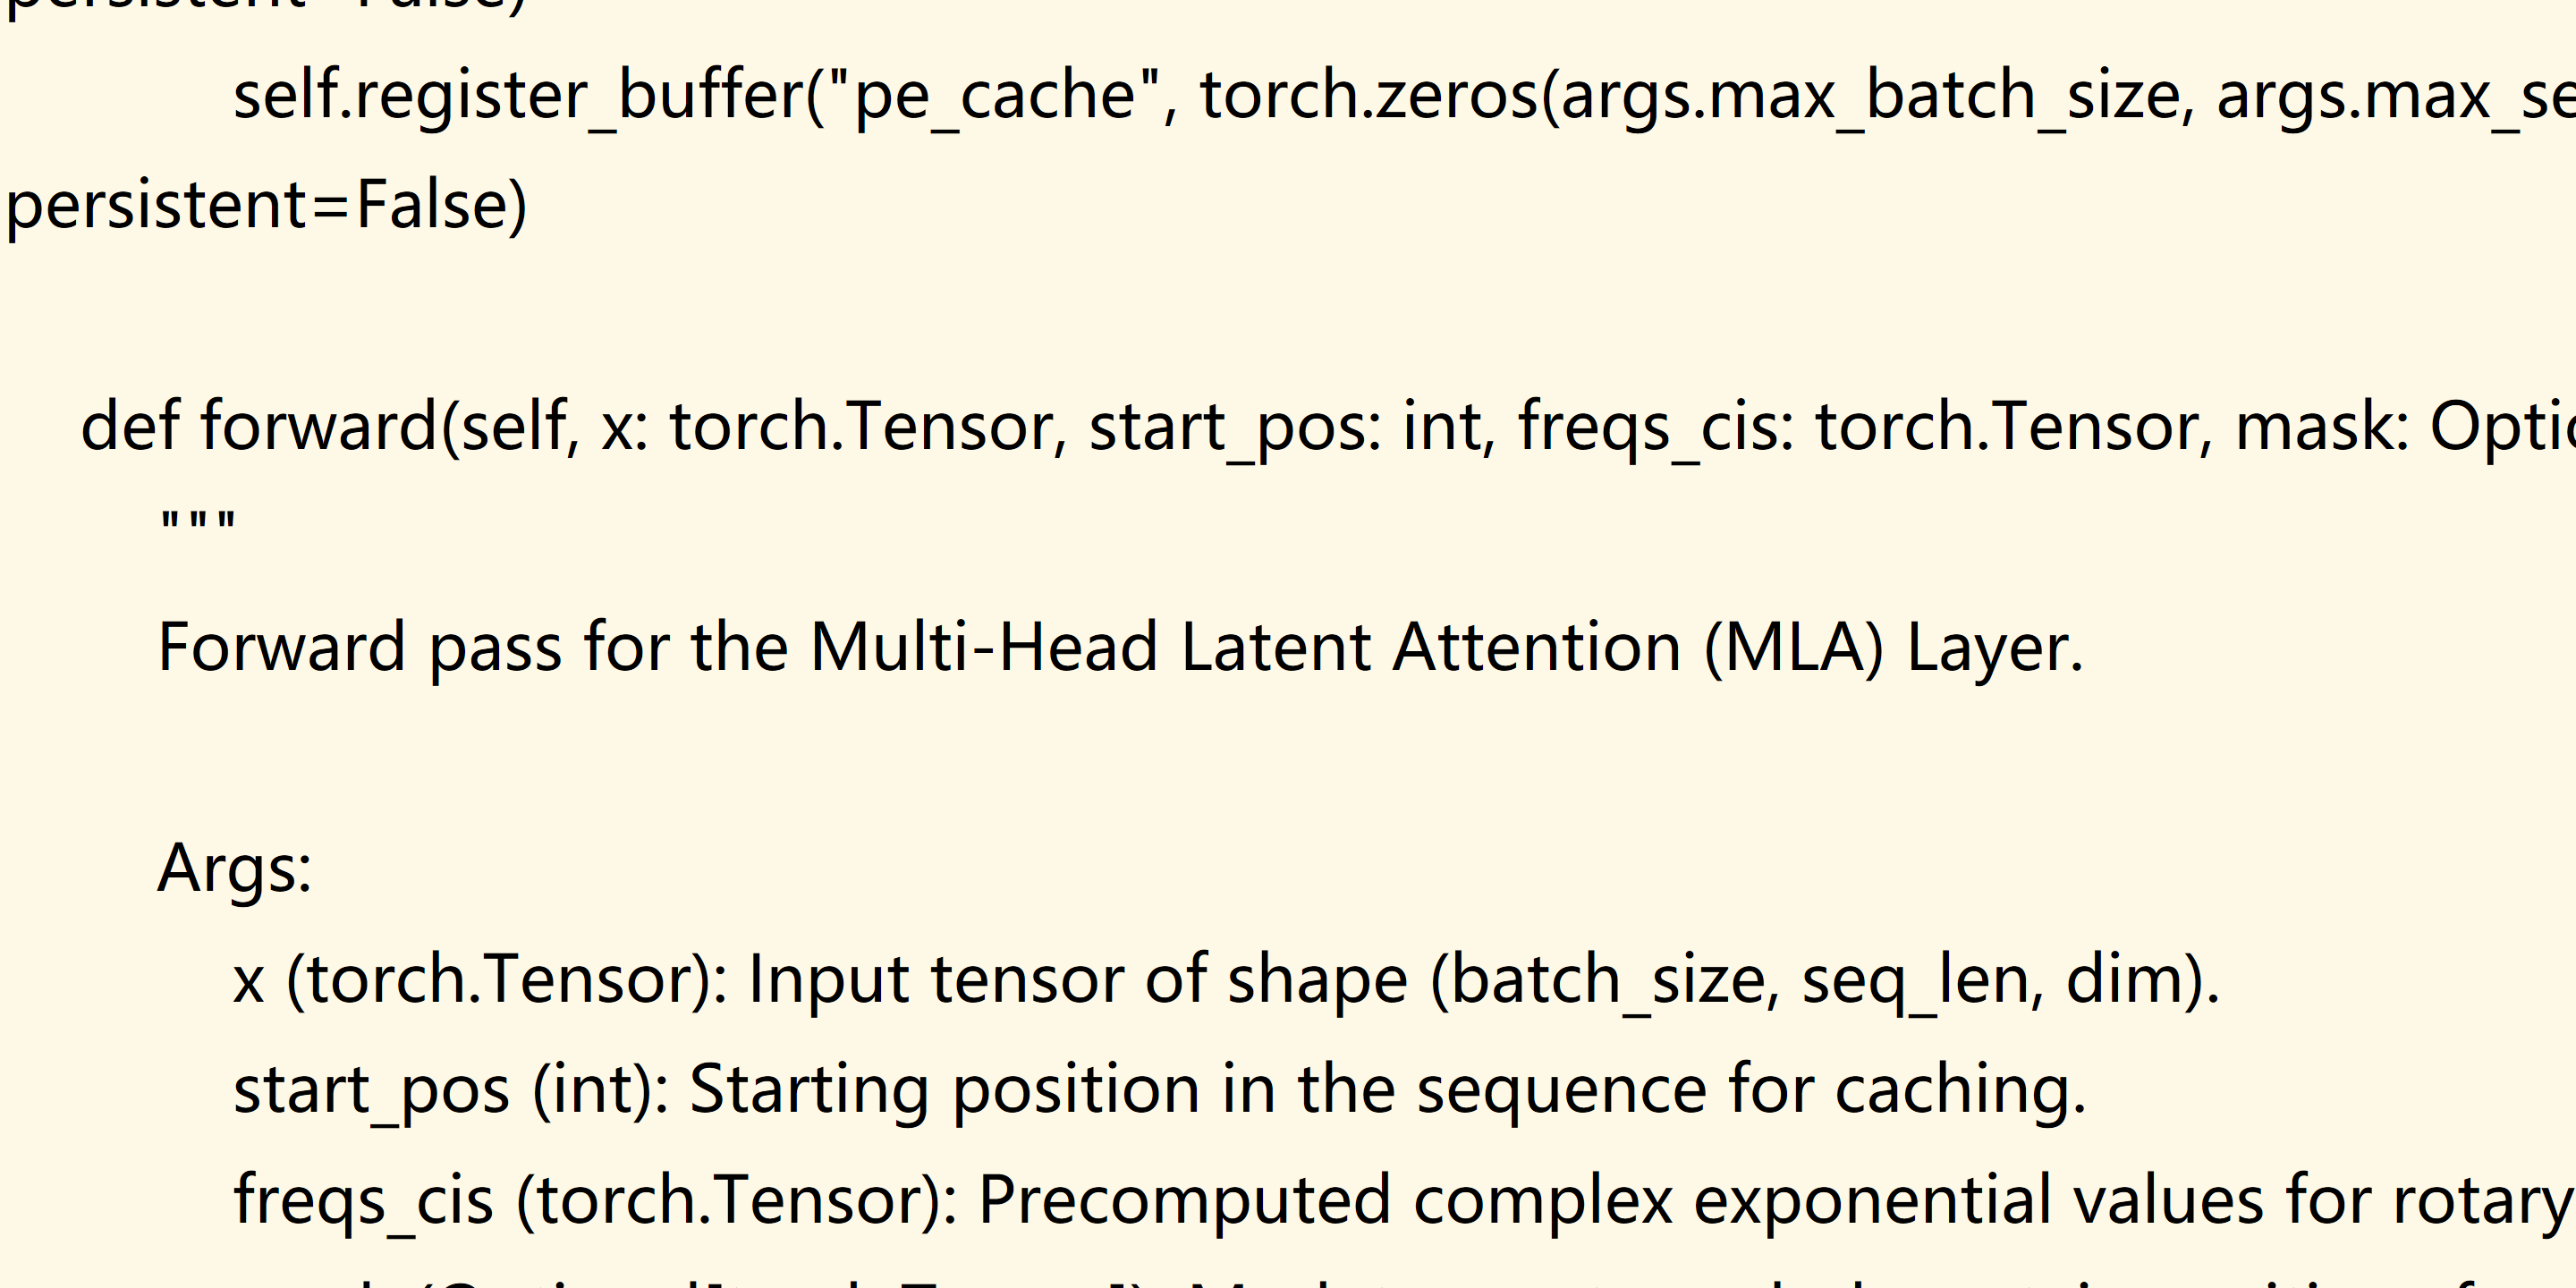 persistent=False)
self.register_buffer("pe_cache", torch.zeros(args.max_batch_size, args.max_se
persistent=False)
def forward(self, x: torch.Tensor, start_pos: int, freqs_cis: torch.Tensor, mask: Optio
"""
Forward pass for the Multi-Head Latent Attention (MLA) Layer.
Args:
x (torch.Tensor): Input tensor of shape (batch_size, seq_len, dim).
start_pos (int): Starting position in the sequence for caching.
freqs_cis (torch.Tensor): Precomputed complex exponential values for rotary